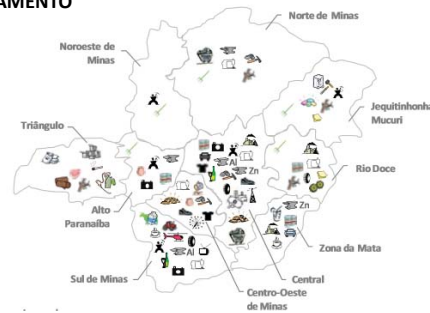 AMENTO
Norte de Minas
Noroeste de
Minas
Jequitinhonha
Mucuri
Triângulo
Al
Zn
Rio Doce
Alto
Paranaíba
Zn
Zona da Mata
Al
Sul de Minas
Central
Centro-Oeste
de Minas